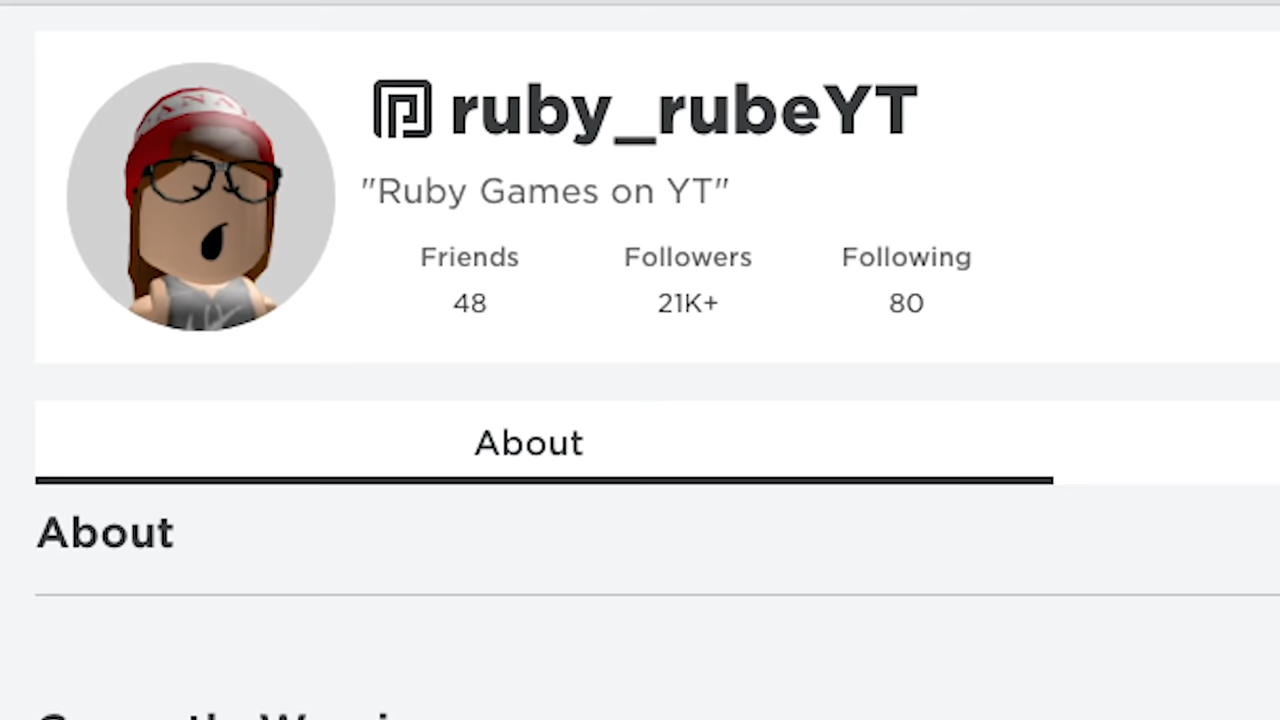 ruby_rubeYT
"Ruby Games on YT"
Friends Followers Following
48 21K+ 80
About
About